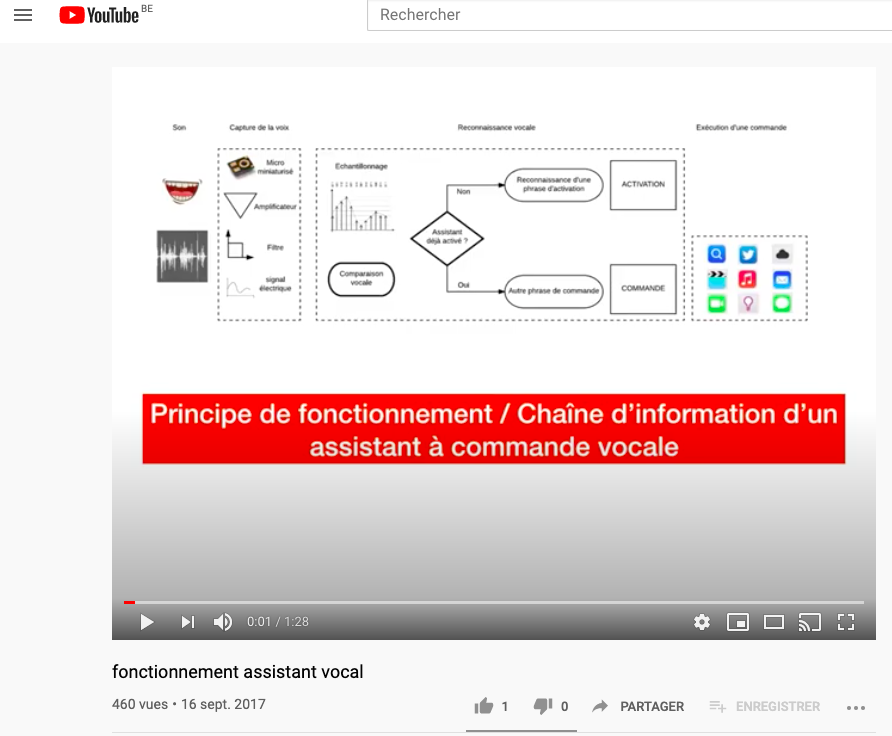 YouTube BE
Rechercher
Son
Capture de la voix
Reconnaissance vocale
Exécution d'une commande
Micro
miniaturisé
Amplificateur
Filtre
signal
électrique
Echantillonnage
Comparaison
vocale
Assistant
déjà activé ?
Non
Reconnaissance d'une
phrase d'activation
ACTIVATION
Oui
Autre phrase de commande
COMMANDE
Principe de fonctionnement / Chaîne d'information d'un
assistant à commande vocale
0:01 / 1:28
fonctionnement assistant vocal
460 vues • 16 sept. 2017
1
0
PARTAGER
ENREGISTRER